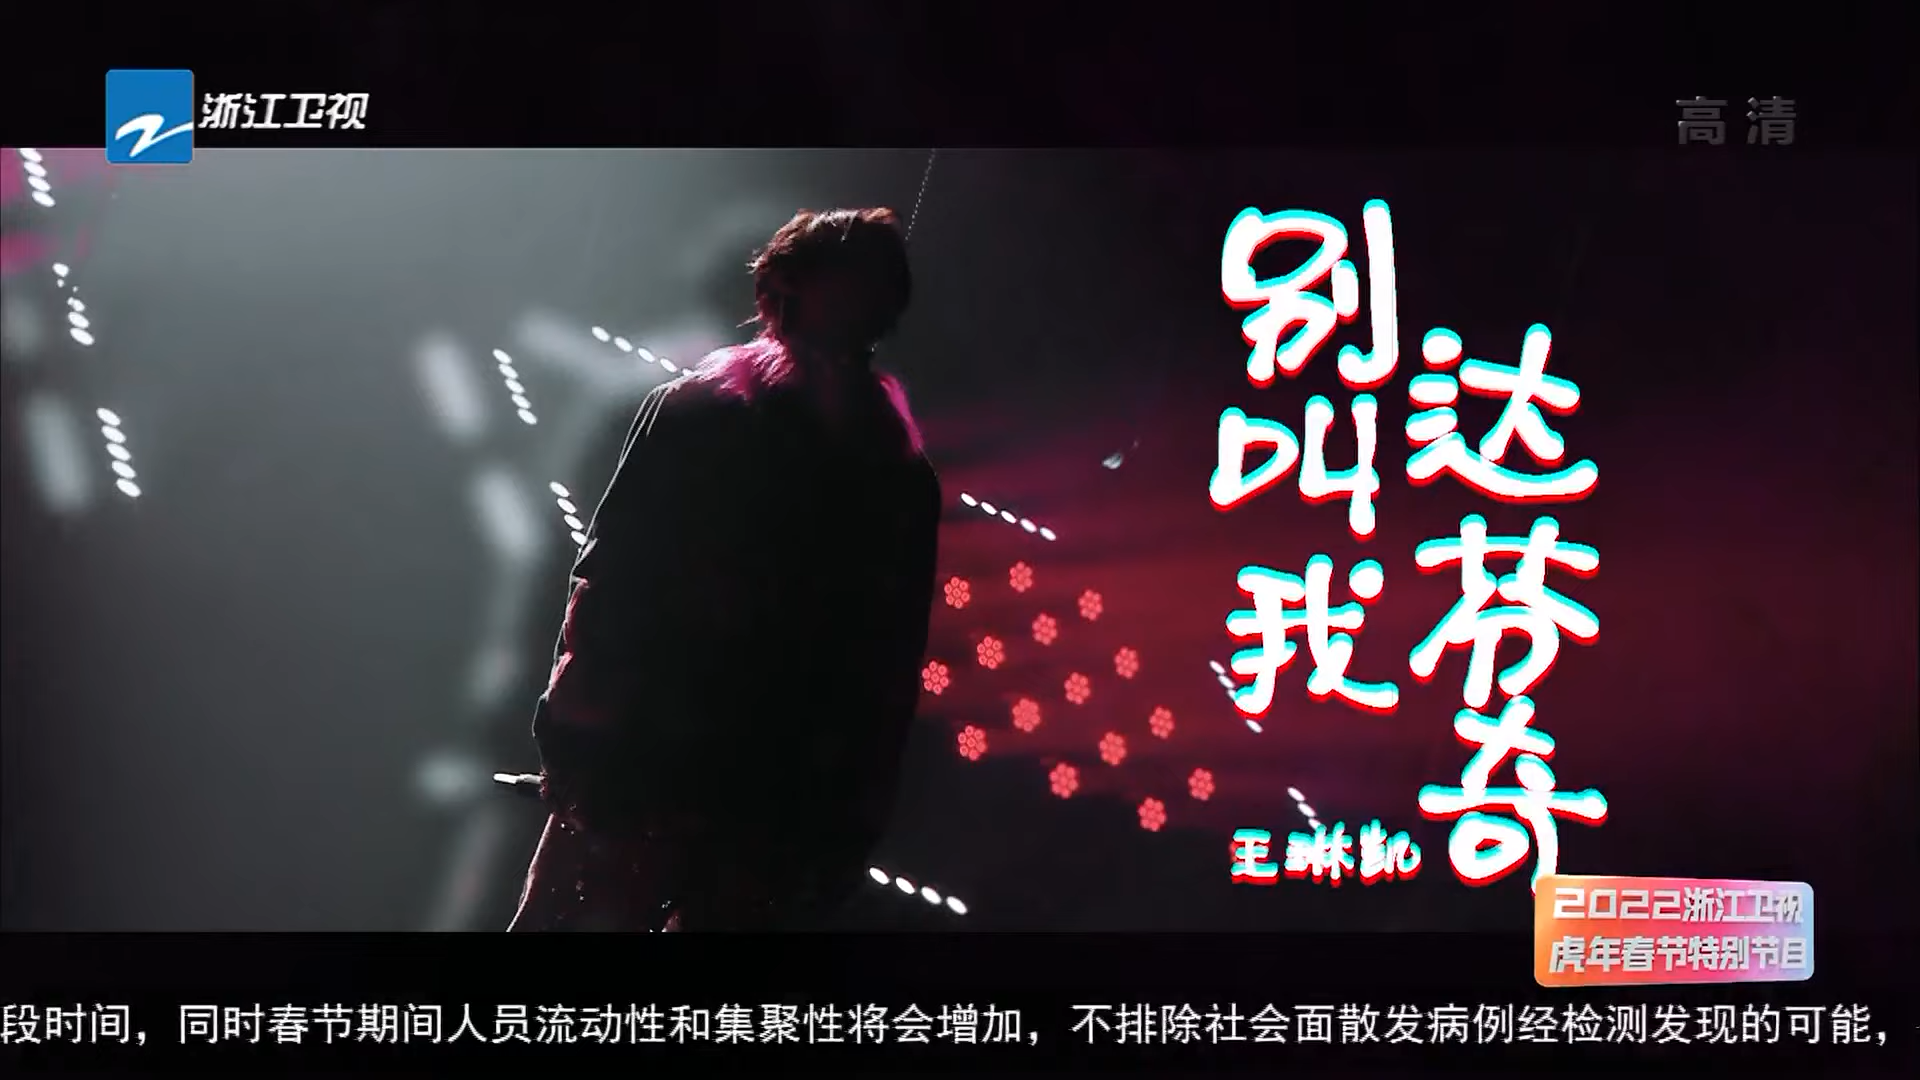 浙江卫视
高清
别叫我
达芬奇
王琳凯
2022浙江卫视
虎年春节特别节目
段时间，同时春节期间人员流动性和集聚性将会增加，不排除社会面散发病例经检测发现的可能，